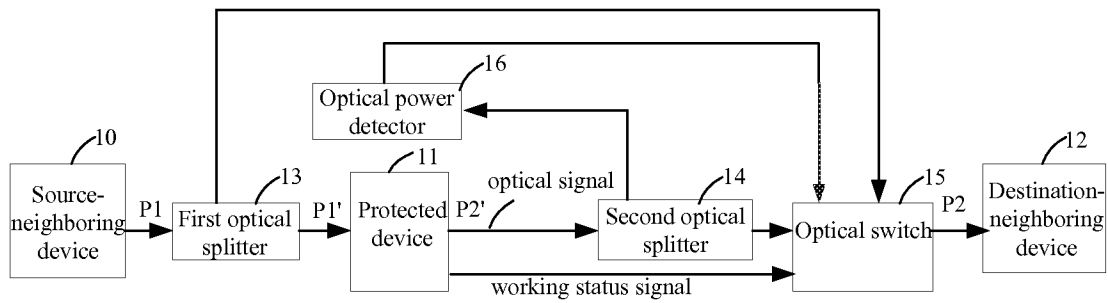 16
Optical power
detector
10
Source-
neighboring
device
P1
13
First optical
splitter
P1'
11
Protected
device
P2'
optical signal
14
Second optical
splitter
15
Optical switch
P2
12
Destination-
neighboring
device
working status signal